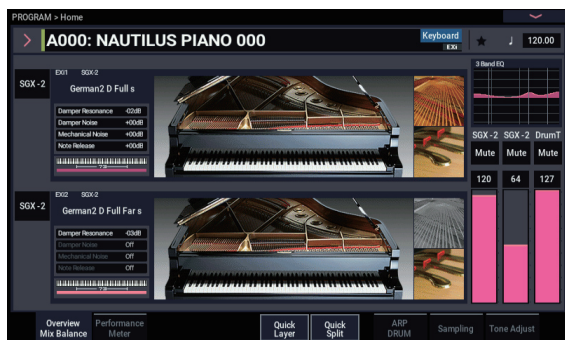 PROGRAM > Home
A000: NAUTILUS PIANO 000
Keyboard
EXi
♩ 120.00
SGX-2
EXi1 SGX-2
German2 D Full s
Damper Resonance -02dB
Damper Noise +00dB
Mechanical Noise +00dB
Note Release +00dB
73
SGX-2
EXi2 SGX-2
German2 D Full Far s
Damper Resonance -03dB
Damper Noise Off
Mechanical Noise Off
Note Release Off
73
3 Band EQ
SGX-2 SGX-2 DrumT
Mute Mute Mute
120 64 127
Overview Mix Balance
Performance Meter
Quick Layer
Quick Split
ARP DRUM
Sampling
Tone Adjust